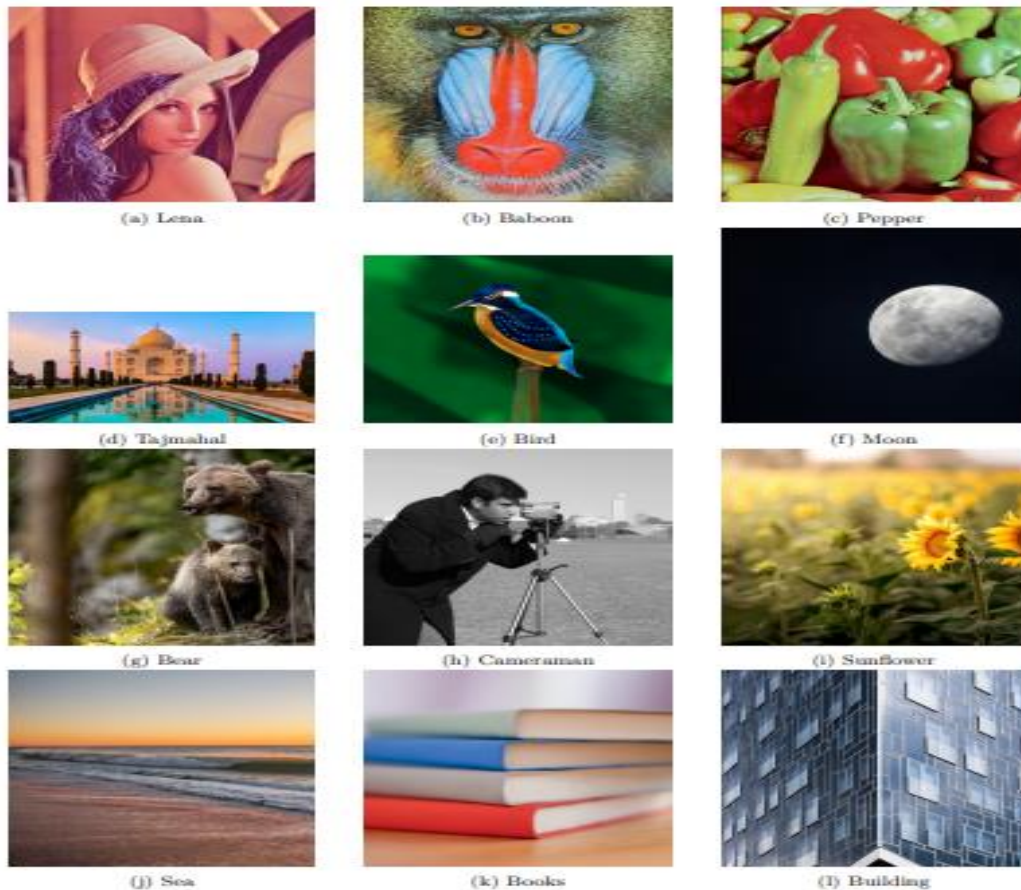 (a) Lena
(b) Baboon
(c) Pepper
(d) Tajmahal
(e) Bird
(f) Moon
(g) Bear
(h) Cameraman
(i) Sunflower
(j) Sea
(k) Books
(l) Building